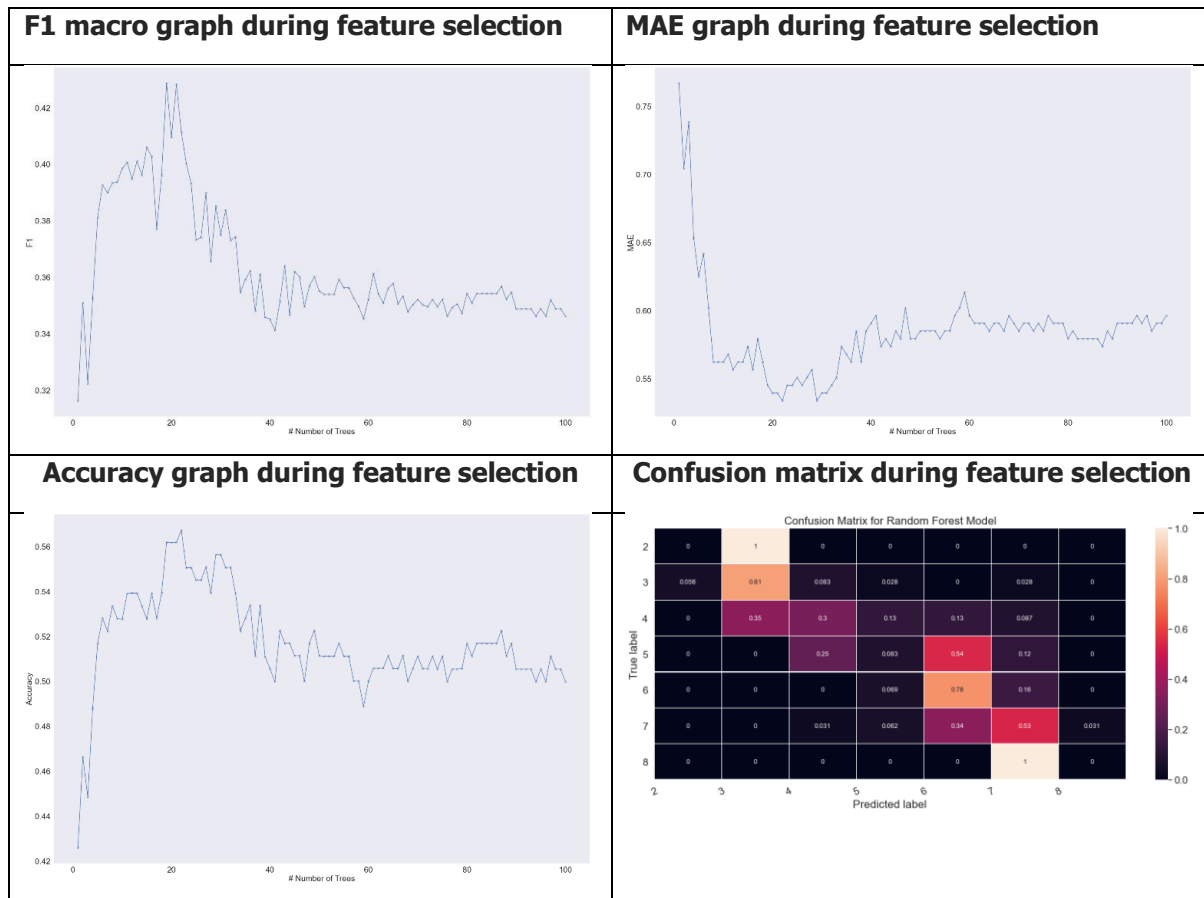 F1 macro graph during feature selection
MAE graph during feature selection
0.42
0.40
0.38
0.36
0.34
0.32
F1
0 20 40 60 80 100
# Number of Trees
0.75
0.70
0.65
0.60
0.55
MAE
0 20 40 60 80 100
# Number of Trees
Accuracy graph during feature selection
Confusion matrix during feature selection
0.56
0.54
0.52
0.50
0.48
0.46
0.44
0.42
Accuracy
0 20 40 60 80 100
# Number of Trees
Confusion Matrix for Random Forest Model
2 0 1 0 0 0 0 0
3 0.056 0.81 0.083 0.028 0 0.028 0
4 0 0.35 0.3 0.13 0.13 0.087 0
5 0 0 0.25 0.083 0.54 0.12 0
6 0 0 0 0.069 0.78 0.16 0
7 0 0 0.031 0.062 0.34 0.53 0.031
8 0 0 0 0 0 1 0
True label
2 3 4 5 6 7 8
Predicted label
1.0
0.8
0.6
0.4
0.2
0.0